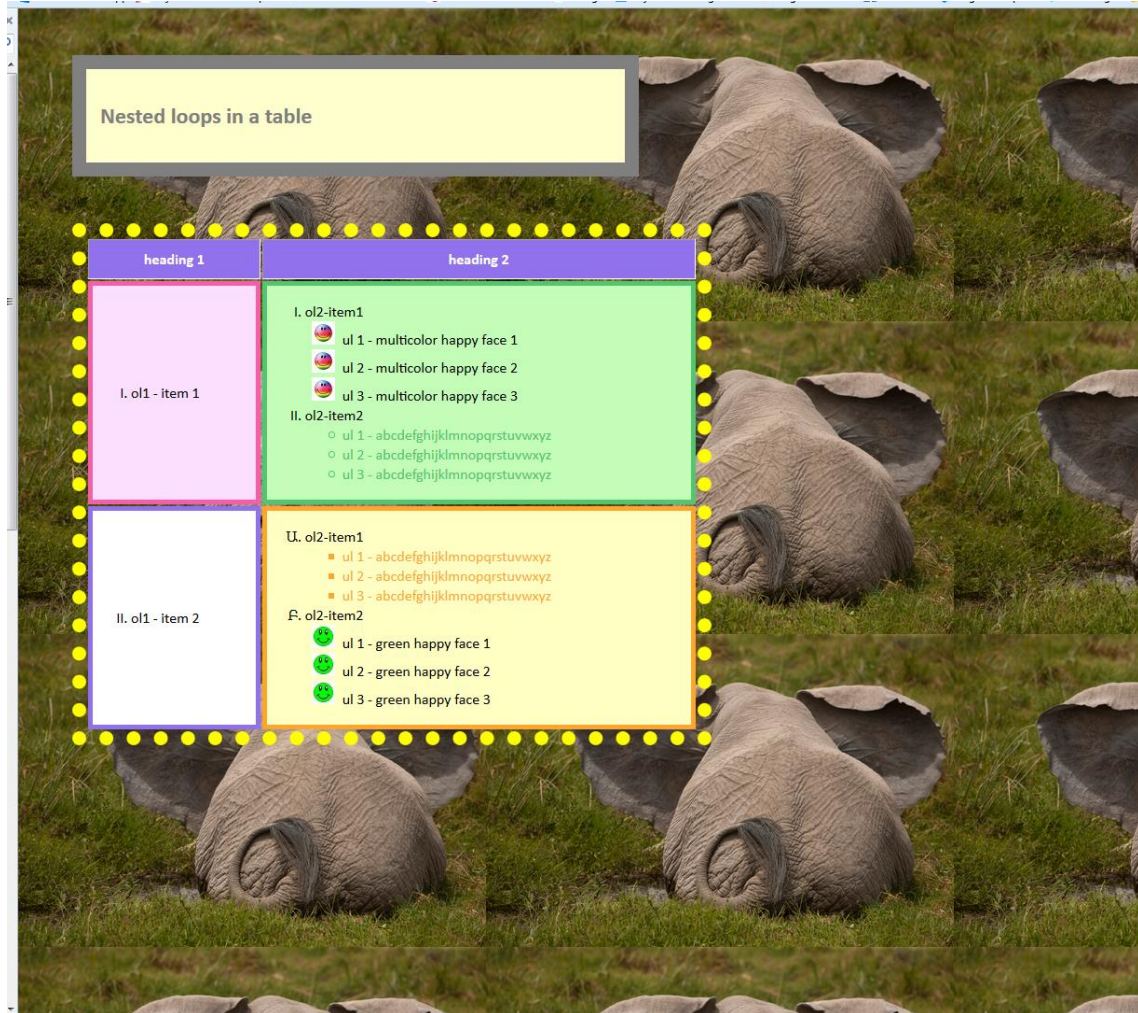 Nested loops in a table
heading 1
heading 2
I. ol1 - item 1
I. ol2-item1
ul 1 - multicolor happy face 1
ul 2 - multicolor happy face 2
ul 3 - multicolor happy face 3
II. ol2-item2
ul 1 - abcdefghijklmnopqrstuvwxyz
ul 2 - abcdefghijklmnopqrstuvwxyz
ul 3 - abcdefghijklmnopqrstuvwxyz
II. ol1 - item 2
Ա. ol2-item1
ul 1 - abcdefghijklmnopqrstuvwxyz
ul 2 - abcdefghijklmnopqrstuvwxyz
ul 3 - abcdefghijklmnopqrstuvwxyz
Բ. ol2-item2
ul 1 - green happy face 1
ul 2 - green happy face 2
ul 3 - green happy face 3